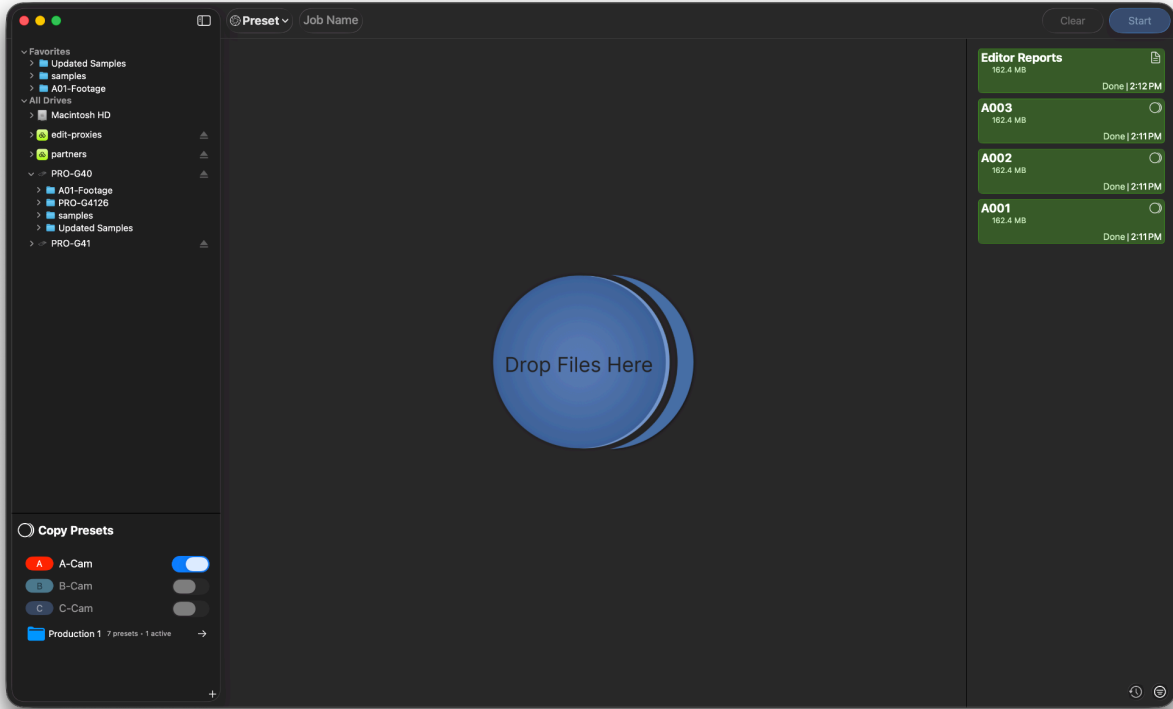 Preset
Job Name
Clear
Start
Favorites
Updated Samples
samples
A01-Footage
All Drives
Macintosh HD
edit-proxies
partners
PRO-G40
A01-Footage
PRO-G4126
samples
Updated Samples
PRO-G41
Drop Files Here
Editor Reports
162.4 MB
Done | 2:12 PM
A003
162.4 MB
Done | 2:11 PM
A002
162.4 MB
Done | 2:11 PM
A001
162.4 MB
Done | 2:11 PM
Copy Presets
A A-Cam
B B-Cam
C C-Cam
Production 1 7 presets • 1 active